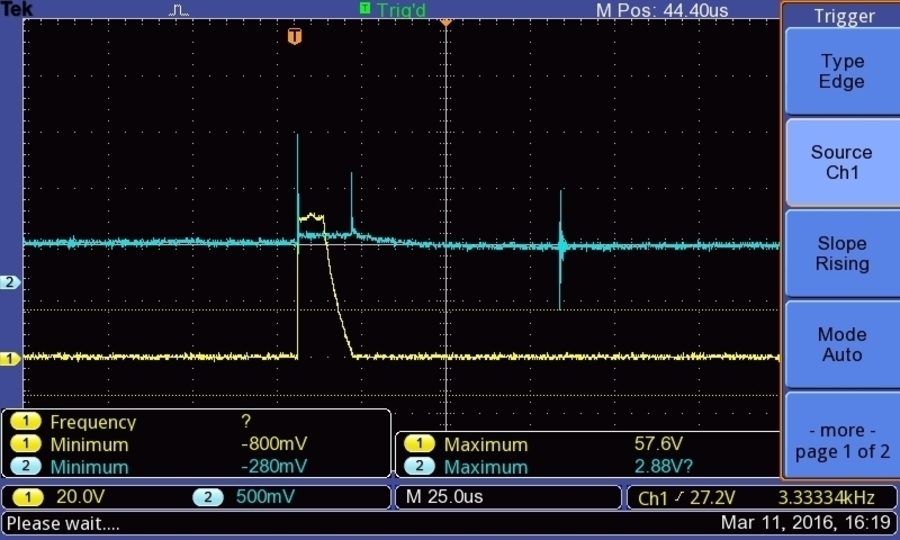 Tek
Trig'd
M Pos: 44.40us
Trigger
T
Type
Edge
Source
Ch1
Slope
Rising
2
Mode
Auto
1
- more -
page 1 of 2
1 Frequency ?
1 Minimum -800mV
2 Minimum -280mV
1 Maximum 57.6V
2 Maximum 2.88V?
1 20.0V 2 500mV
M 25.0us
Ch1 27.2V 3.33334kHz
Please wait....
Mar 11, 2016, 16:19